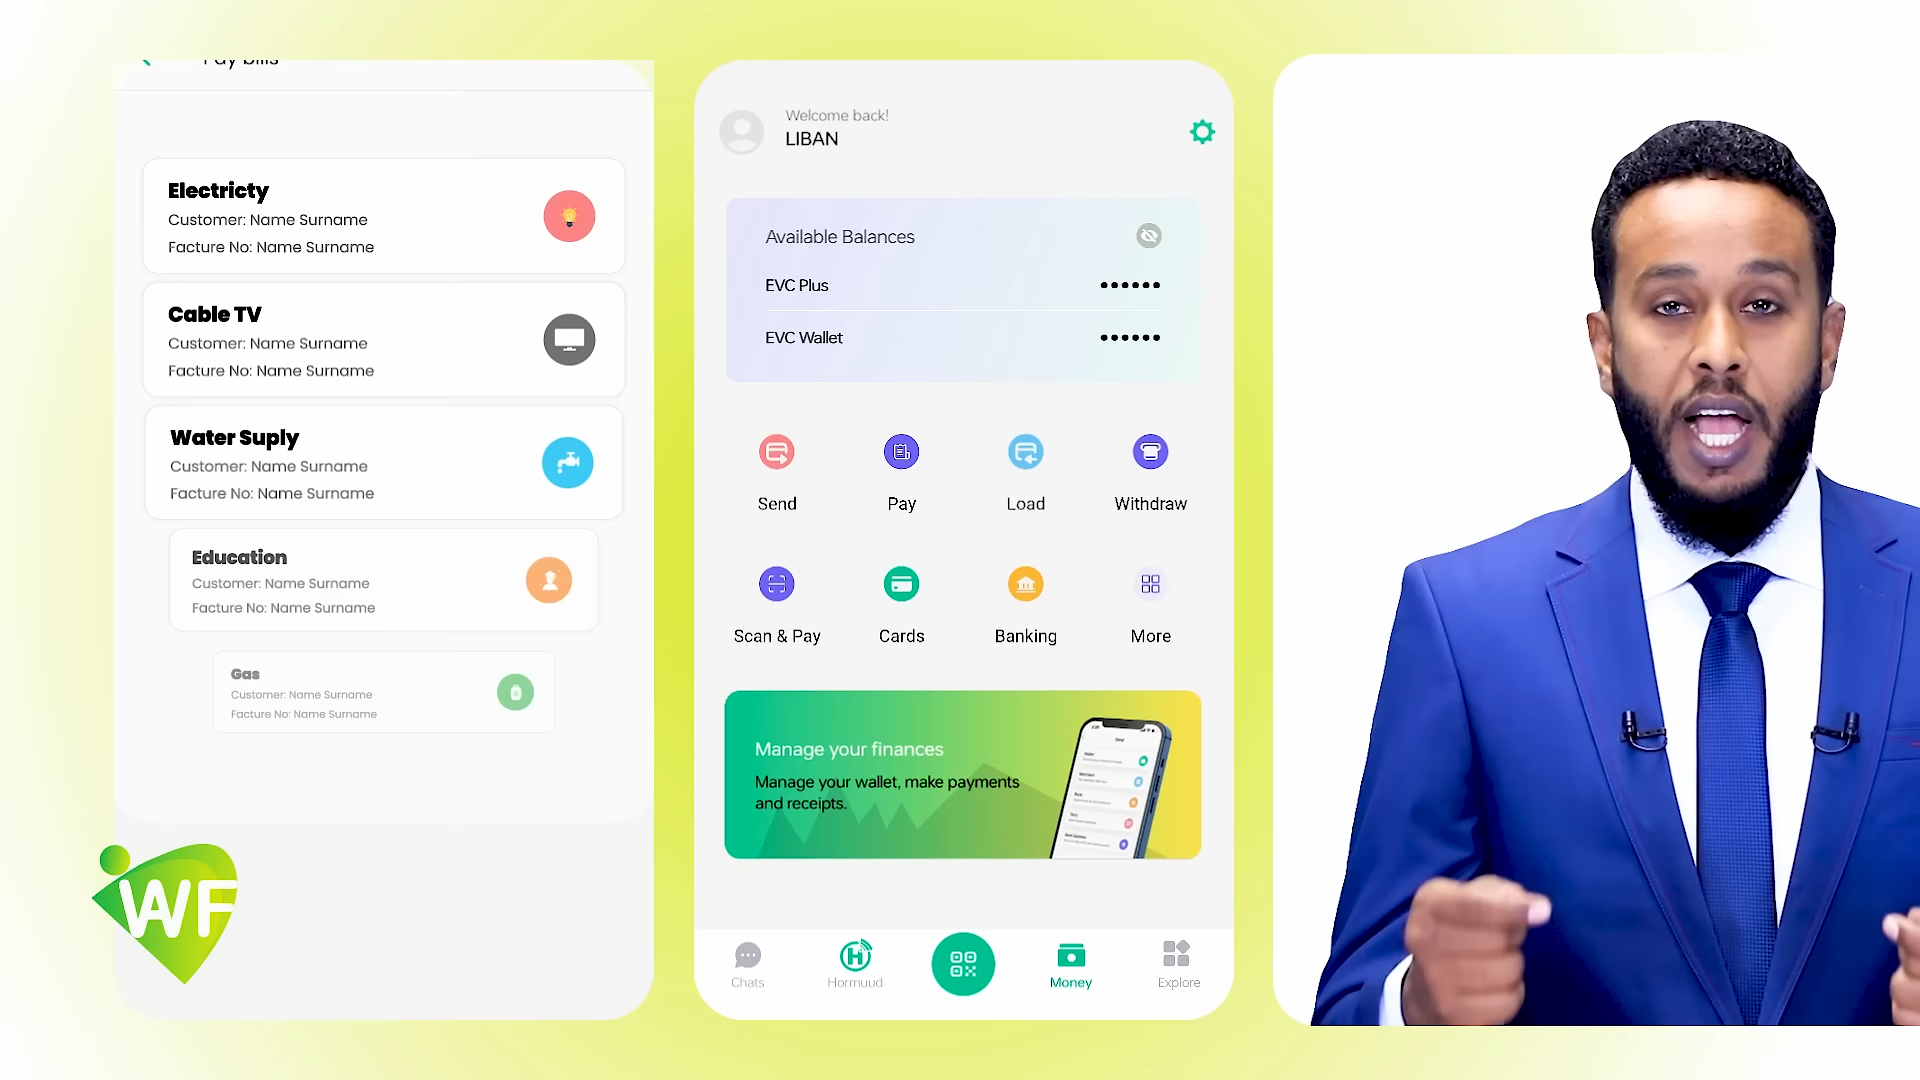 Pay bills
Electricty
Customer: Name Surname
Facture No: Name Surname
Cable TV
Customer: Name Surname
Facture No: Name Surname
Water Suply
Customer: Name Surname
Facture No: Name Surname
Education
Customer: Name Surname
Facture No: Name Surname
Gas
Customer: Name Surname
Facture No: Name Surname
WF
Welcome back!
LIBAN
Available Balances
EVC Plus ••••••
EVC Wallet ••••••
Send Pay Load Withdraw
Scan & Pay Cards Banking More
Manage your finances
Manage your wallet, make payments
and receipts.
Chats Hormuud Money Explore